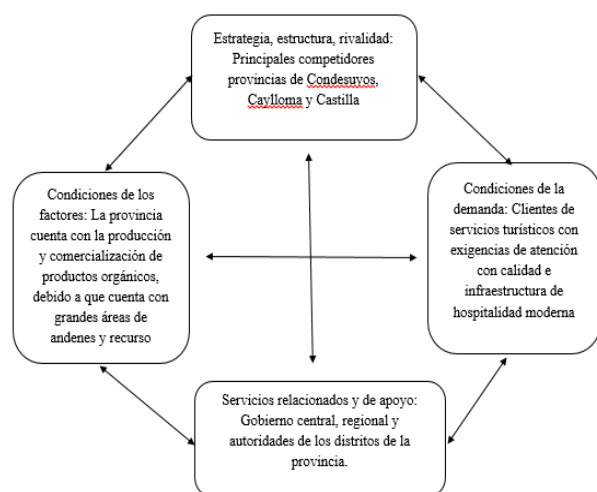 Estrategia, estructura, rivalidad:
Principales competidores
provincias de Condesuyos,
Caylloma y Castilla
Condiciones de los
factores: La provincia
cuenta con la producción
y comercialización de
productos orgánicos,
debido a que cuenta con
grandes áreas de
andenes y recurso
Condiciones de la
demanda: Clientes de
servicios turísticos con
exigencias de atención
con calidad e
infraestructura de
hospitalidad moderna
Servicios relacionados y de apoyo:
Gobierno central, regional y
autoridades de los distritos de la
provincia.